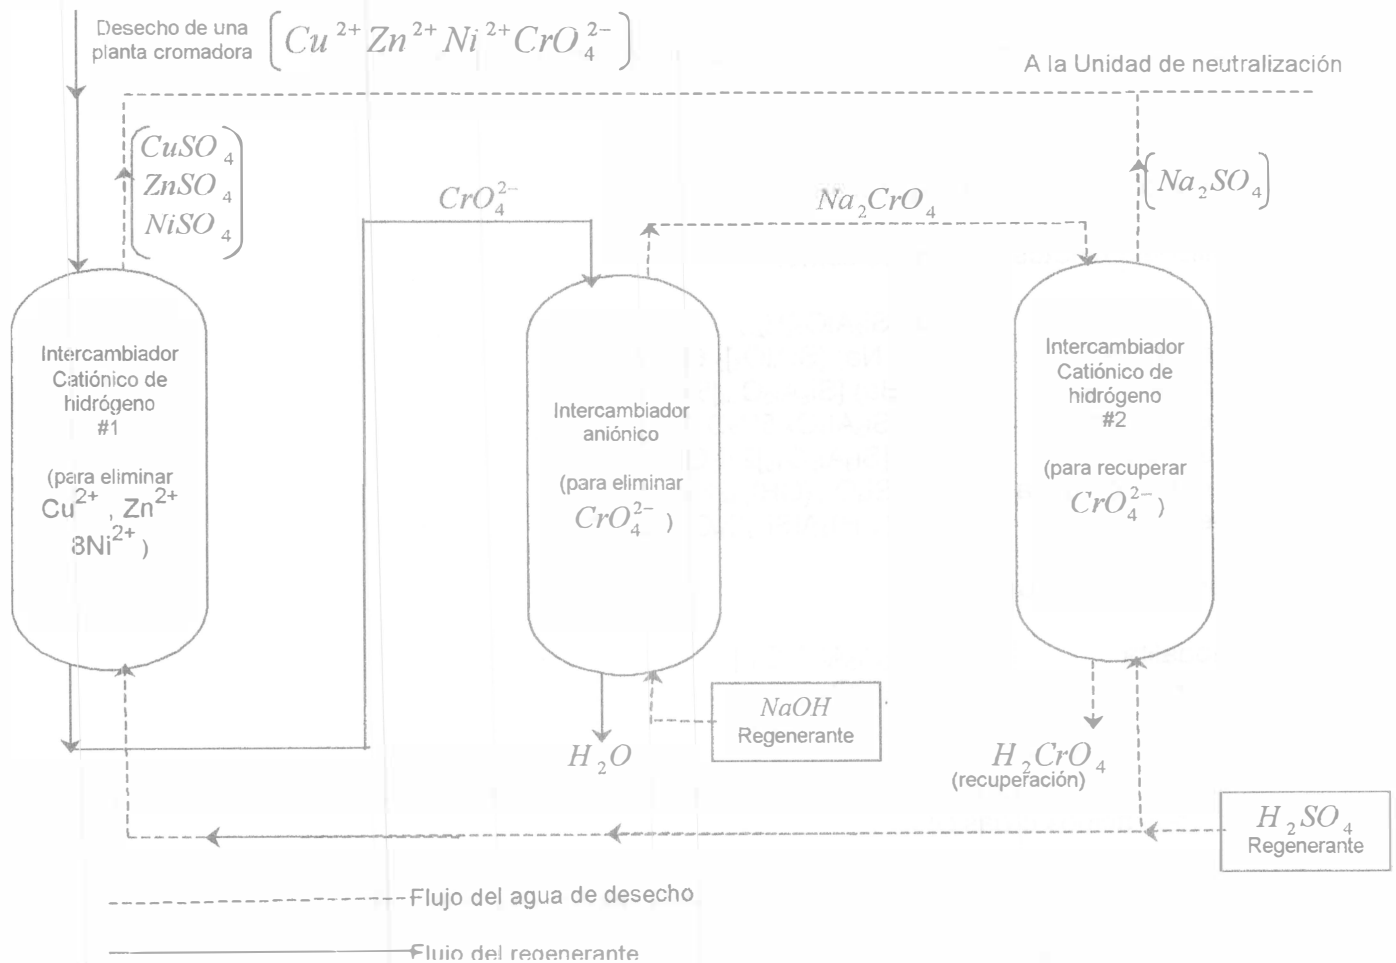 Desecho de una
planta cromadora
[Cu²⁺ Zn²⁺ Ni²⁺ CrO₄²⁻]
A la Unidad de neutralización
CuSO₄
ZnSO₄
NiSO₄
CrO₄²⁻
Na₂CrO₄
[Na₂SO₄]
Intercambiador
Catiónico de
hidrógeno
#1
(para eliminar
Cu²⁺, Zn²⁺
8Ni²⁺)
Intercambiador
aniónico
(para eliminar
CrO₄²⁻)
Intercambiador
Catiónico de
hidrógeno
#2
(para recuperar
CrO₄²⁻)
NaOH
Regenerante
H₂O
H₂CrO₄
(recuperación)
H₂SO₄
Regenerante
Flujo del agua de desecho
Flujo del regenerante